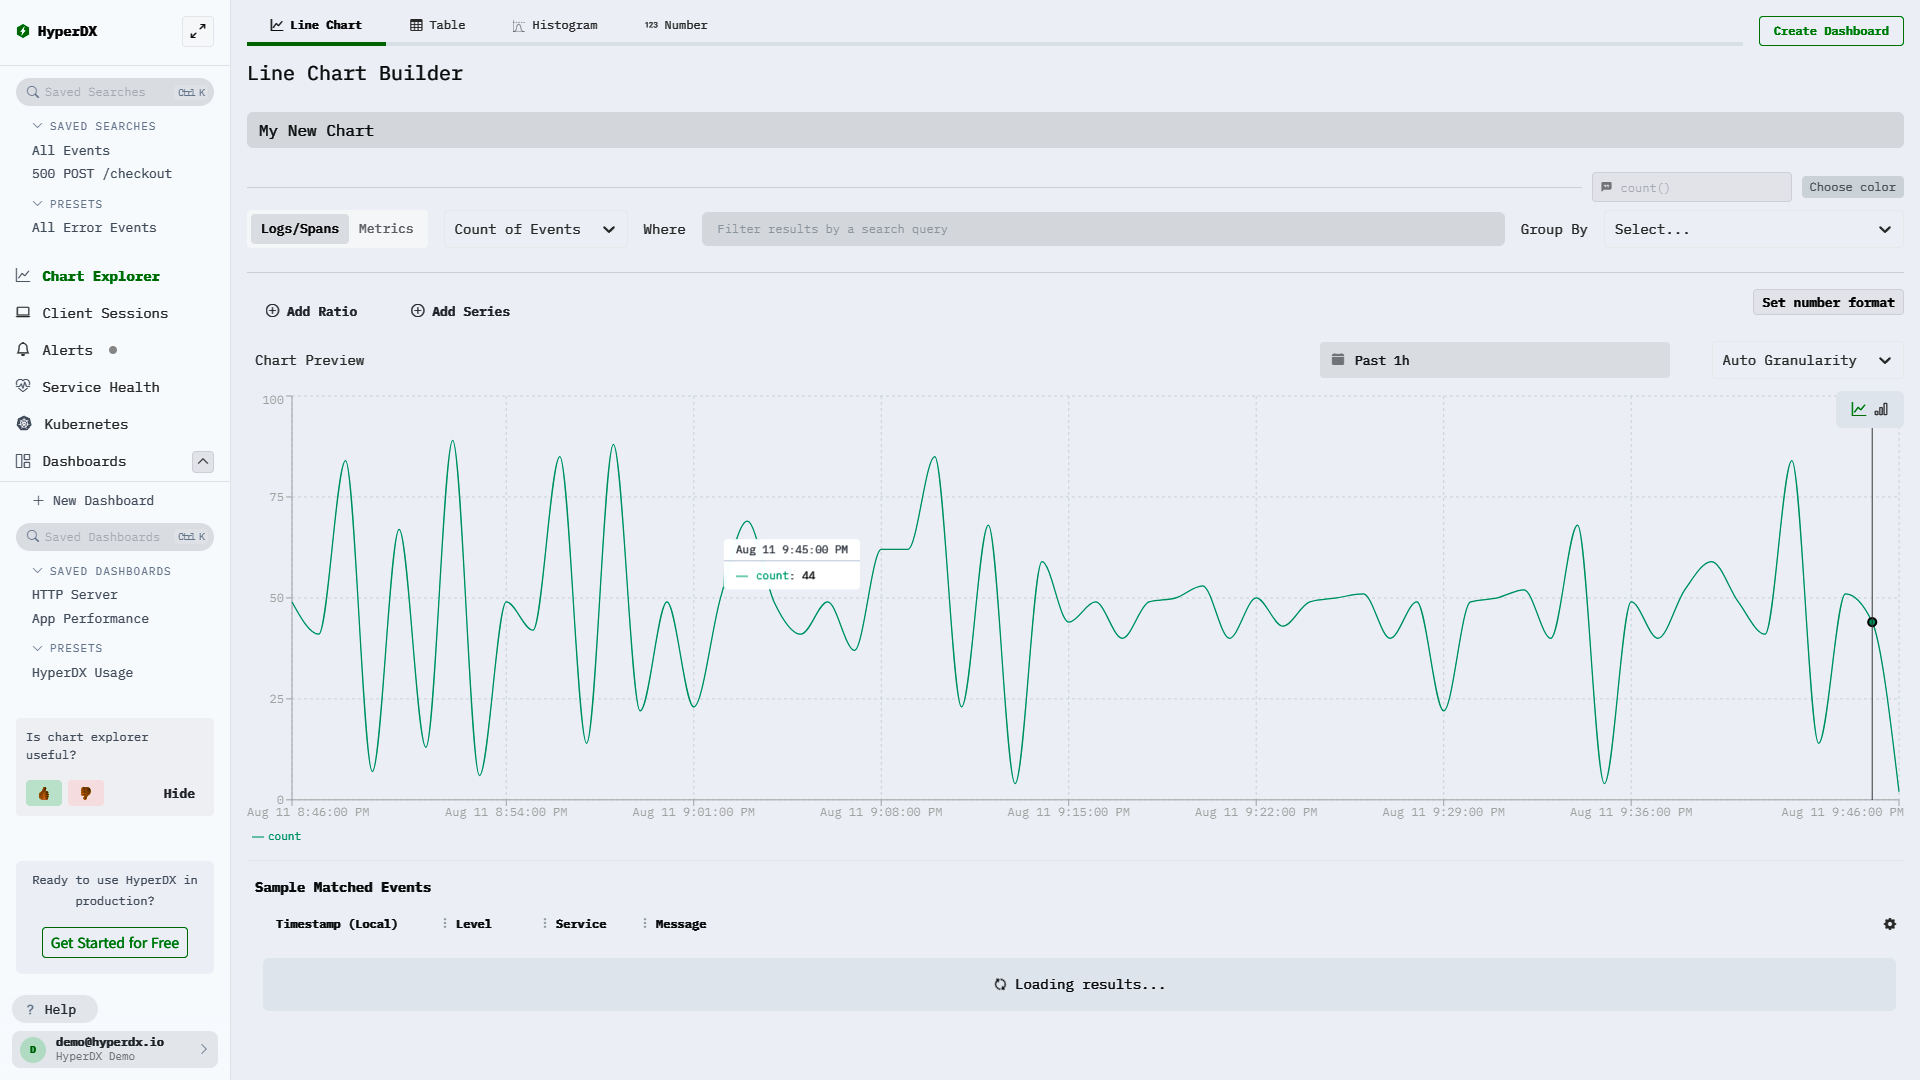 HyperDX
Saved Searches Ctrl K
SAVED SEARCHES
All Events
500 POST /checkout
PRESETS
All Error Events
Chart Explorer
Client Sessions
Alerts
Service Health
Kubernetes
Dashboards
New Dashboard
Saved Dashboards Ctrl K
SAVED DASHBOARDS
HTTP Server
App Performance
PRESETS
HyperDX Usage
Is chart explorer
useful?
Hide
Ready to use HyperDX in
production?
Get Started for Free
? Help
D
demo@hyperdx.io
HyperDX Demo
Line Chart Table Histogram 123 Number
Create Dashboard
Line Chart Builder
My New Chart
count() Choose color
Logs/Spans Metrics Count of Events Where Filter results by a search query Group By Select...
Add Ratio Add Series Set number format
Chart Preview Past 1h Auto Granularity
100
75
50
25
0
Aug 11 9:45:00 PM
count: 44
Aug 11 8:46:00 PM Aug 11 8:54:00 PM Aug 11 9:01:00 PM Aug 11 9:08:00 PM Aug 11 9:15:00 PM Aug 11 9:22:00 PM Aug 11 9:29:00 PM Aug 11 9:36:00 PM Aug 11 9:46:00 PM
count
Sample Matched Events
Timestamp (Local) Level Service Message
Loading results...